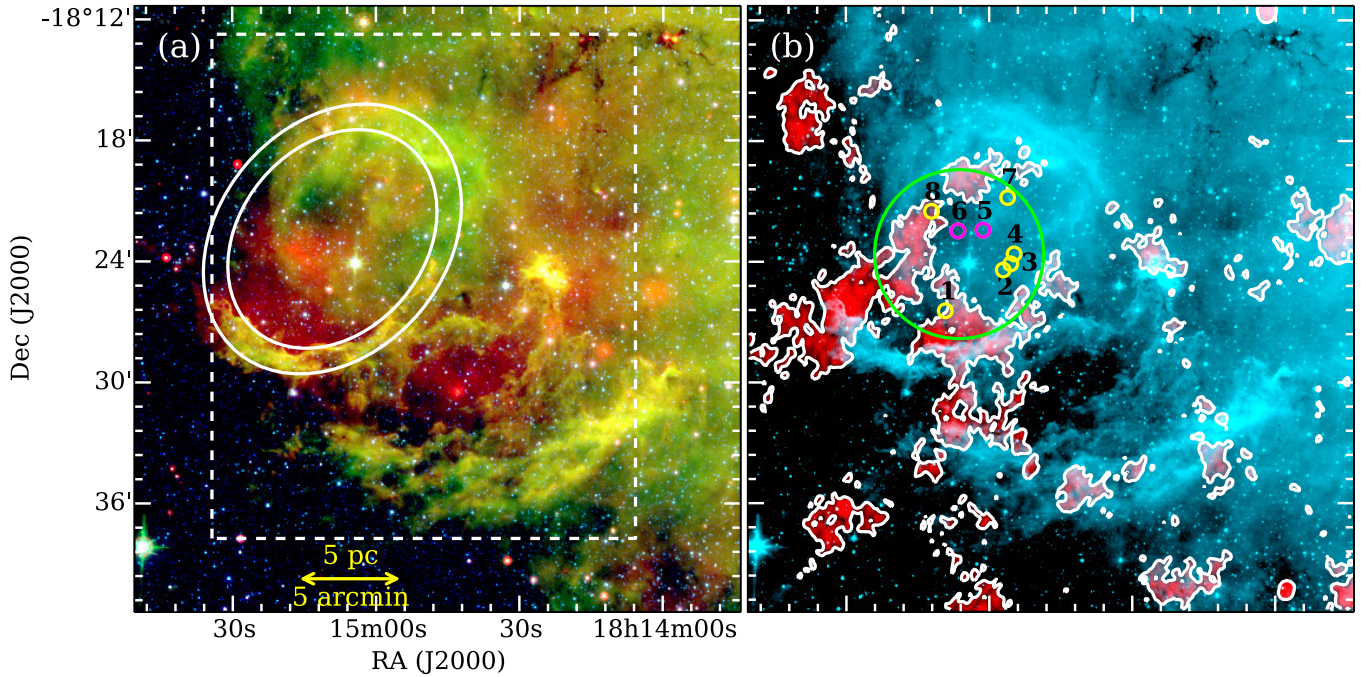 -18°12'
18'
24'
30'
36'
Dec (J2000)
(a)
5 pc
5 arcmin
30s
15m00s
30s
18h14m00s
RA (J2000)
(b)
7
8
6
5
4
3
2
1